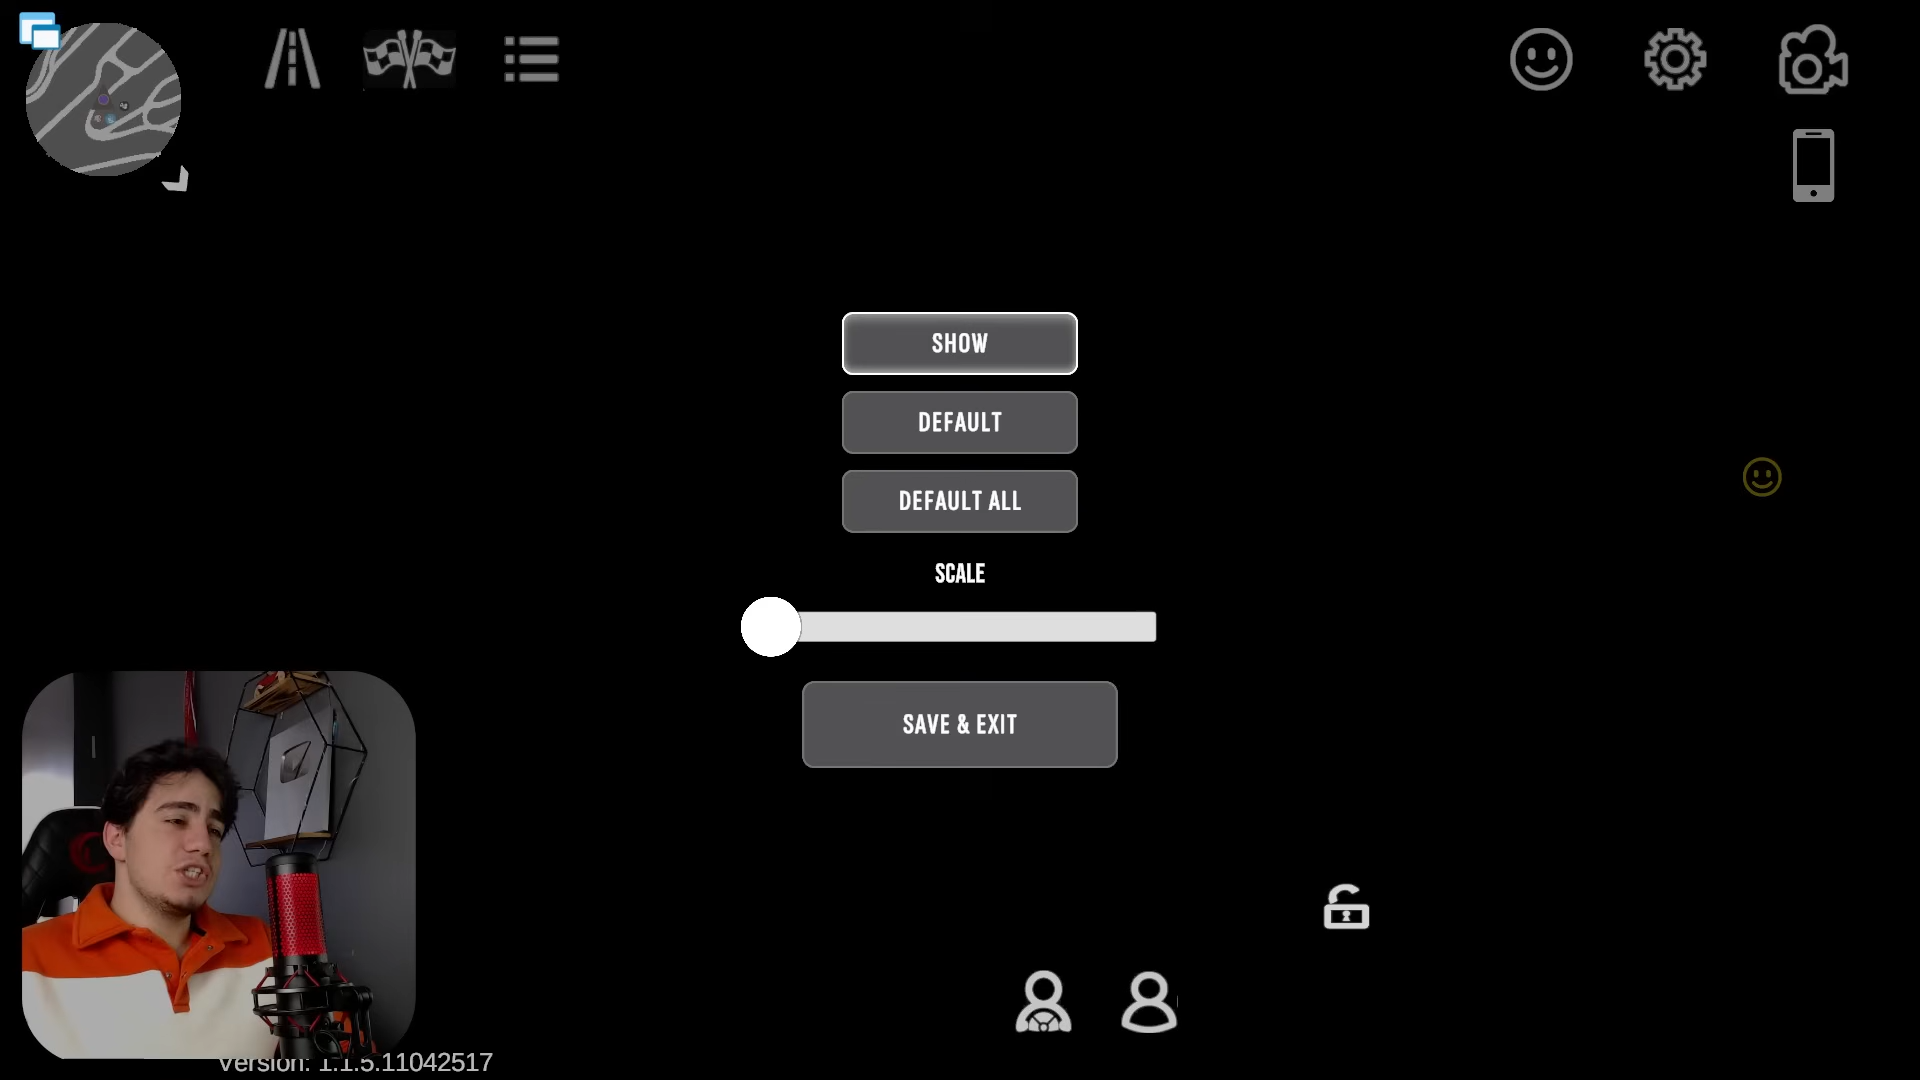 SHOW
DEFAULT
DEFAULT ALL
SCALE
SAVE & EXIT
Version: 1.1.5.11042517